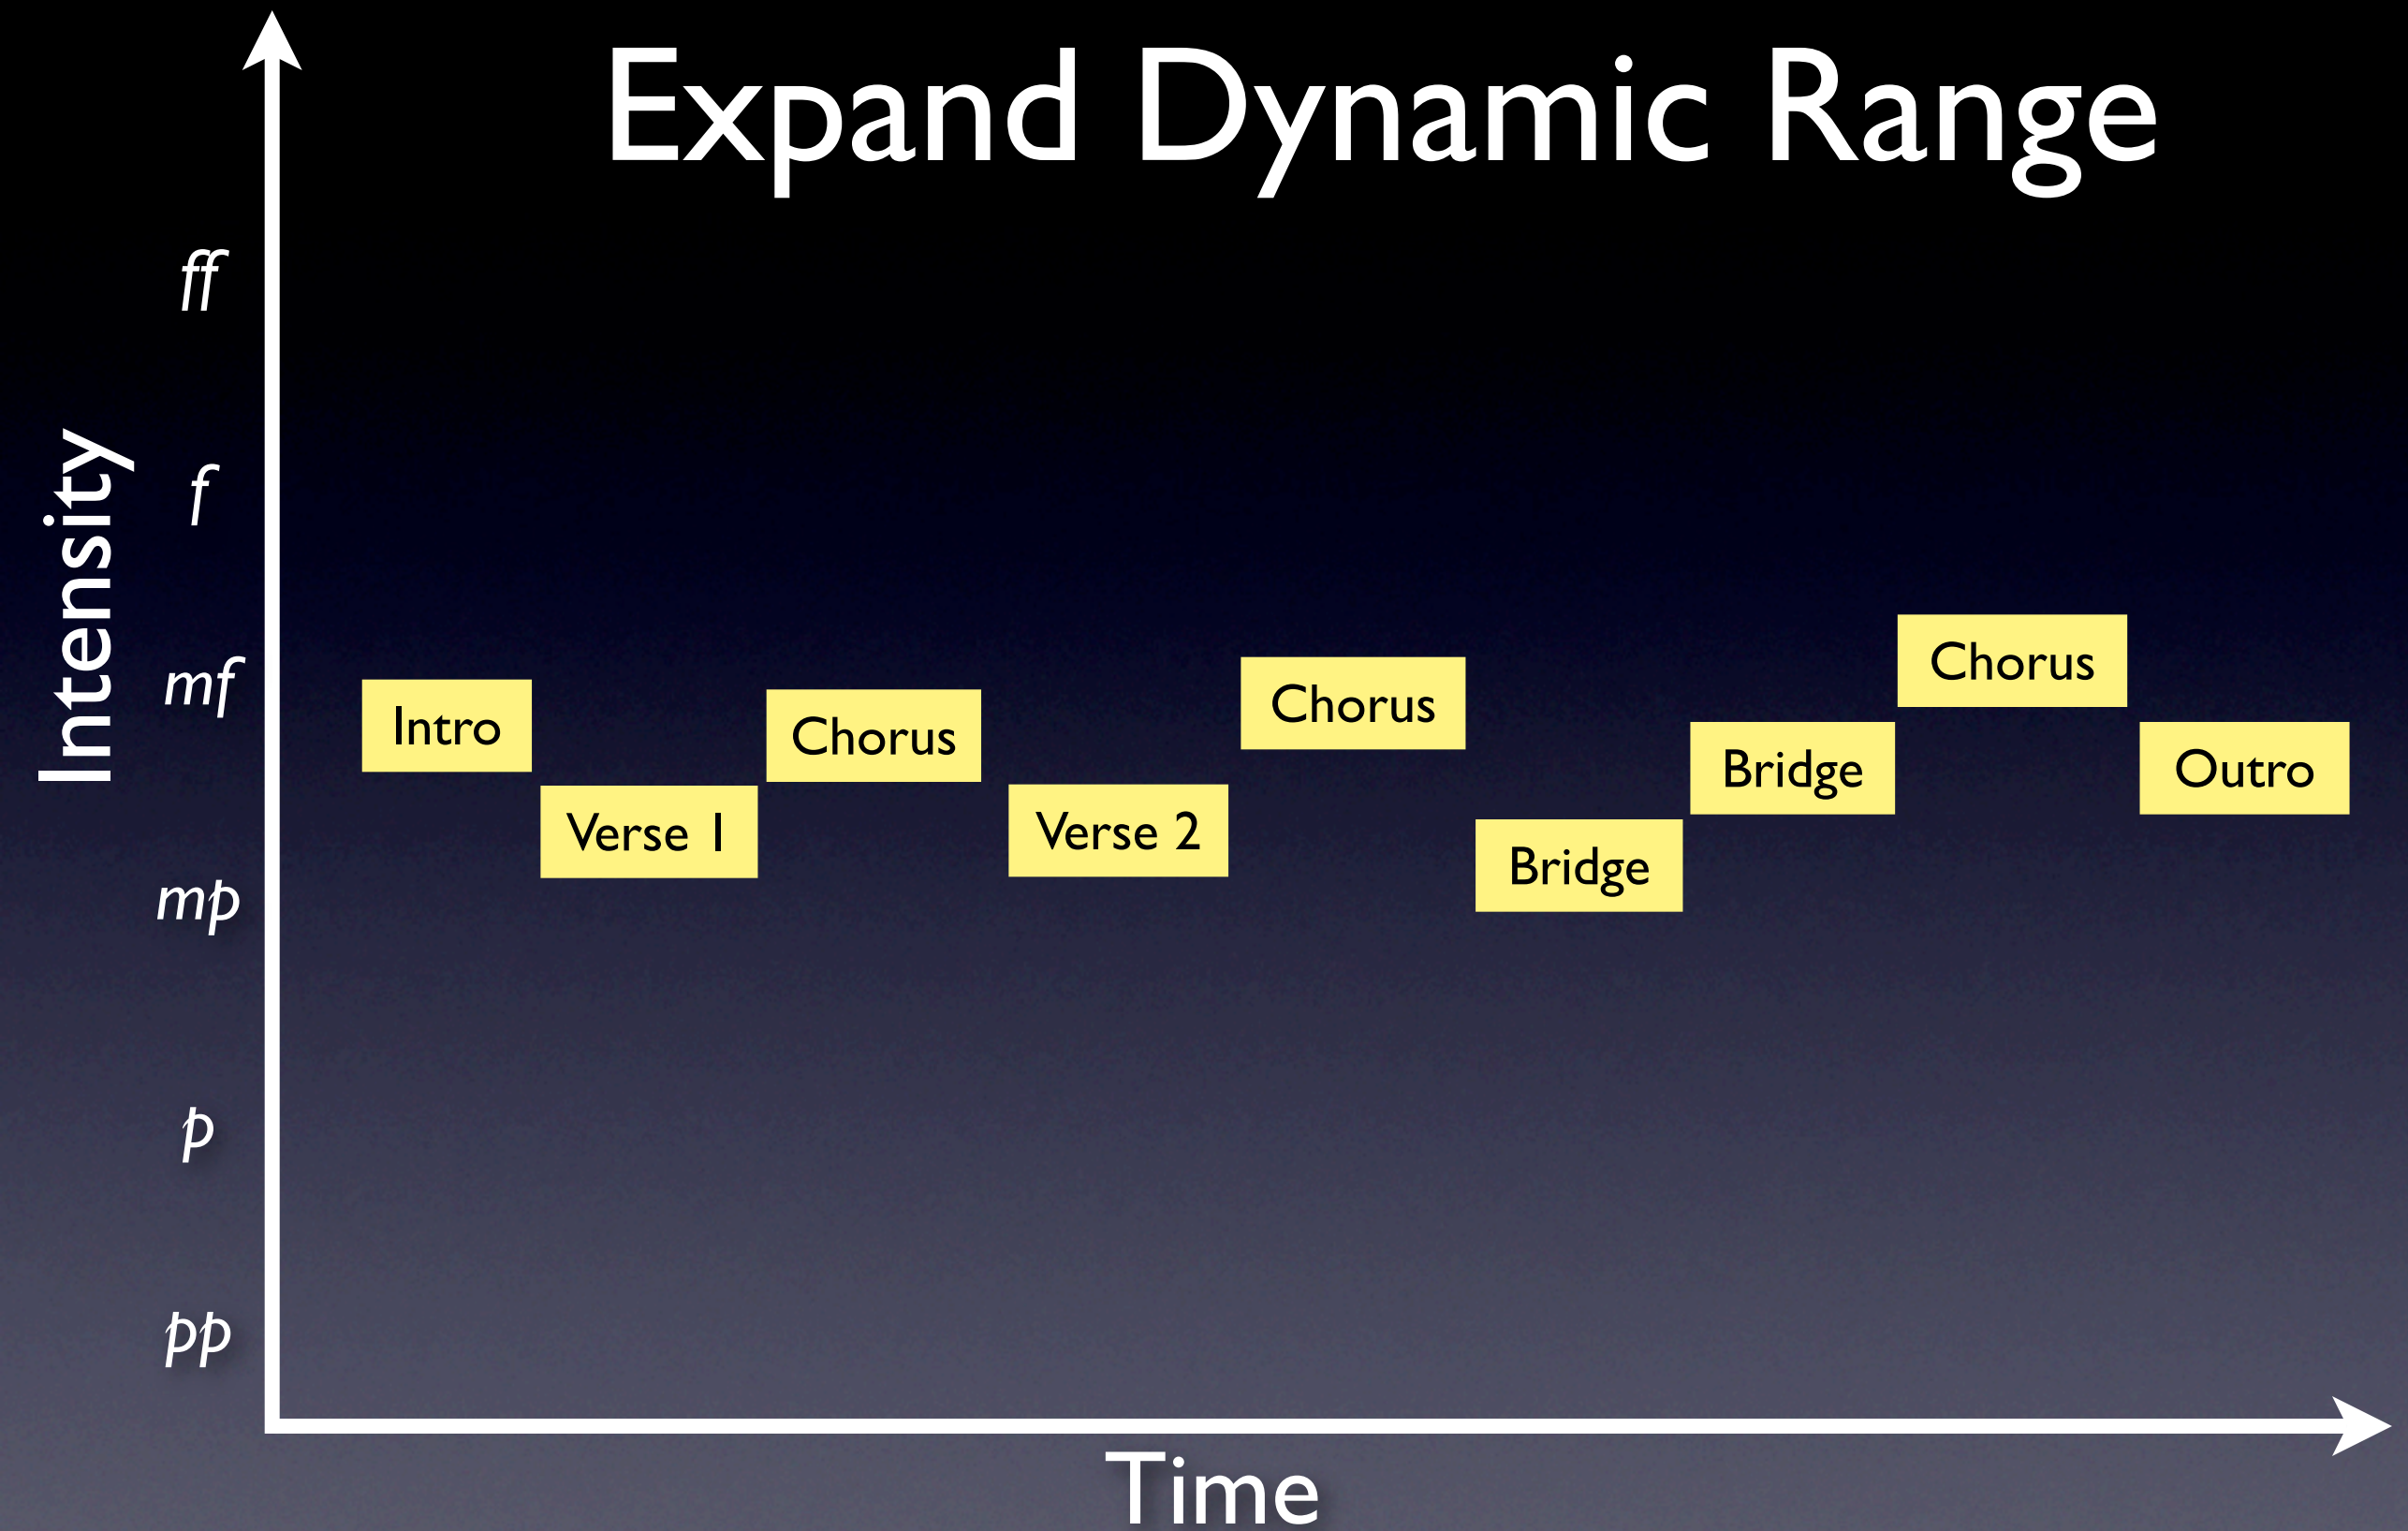 Expand Dynamic Range
Intensity
ff
f
mf
mp
p
pp
Intro
Verse 1
Chorus
Verse 2
Chorus
Bridge
Bridge
Chorus
Outro
Time